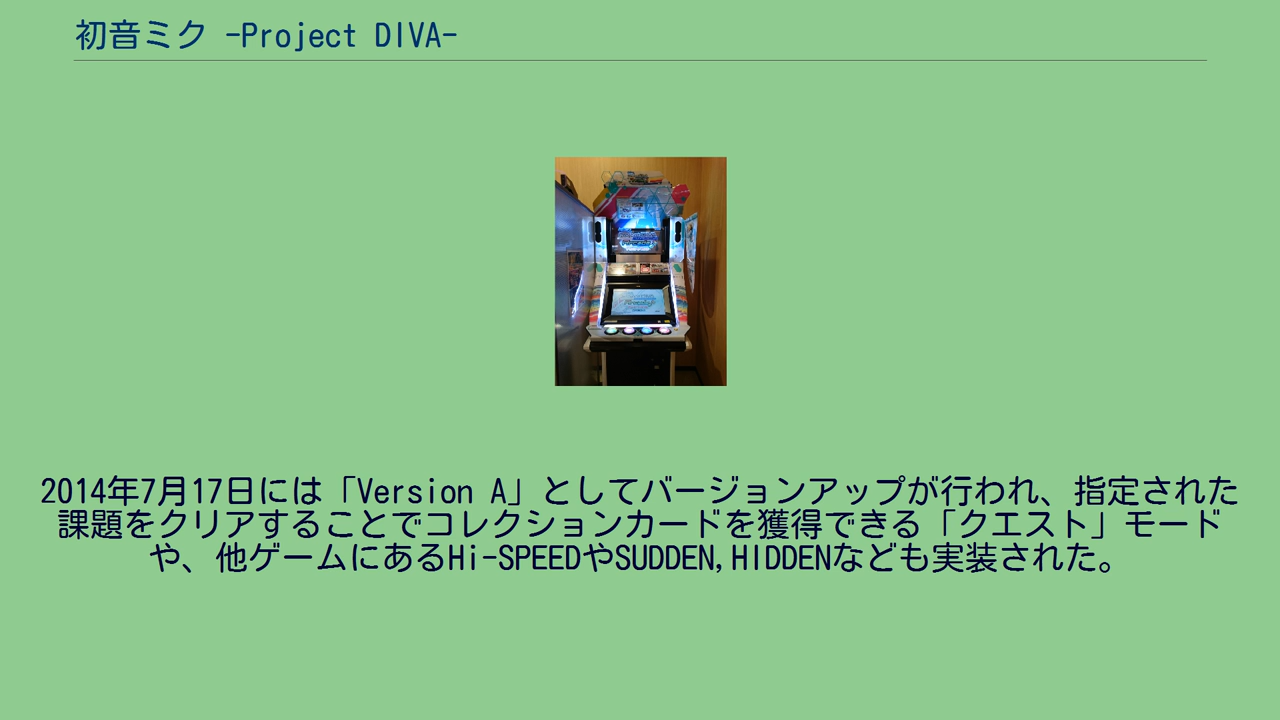 初音ミク -Project DIVA-
2014年7月17日には「Version A」としてバージョンアップが行われ、指定された
課題をクリアすることでコレクションカードを獲得できる「クエスト」モード
や、他ゲームにあるHi-SPEEDやSUDDEN,HIDDENなども実装された。